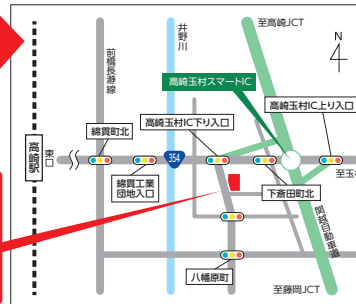 至高崎JCT
N
前橋長瀞線
井野川
高崎玉村スマートIC
高崎玉村IC下り入口
高崎玉村IC上り入口
綿貫町北
高崎駅
東口
354
綿貫工業
団地入口
下斎田町北
至玉
関越自動車道
八幡原町
至藤岡JCT